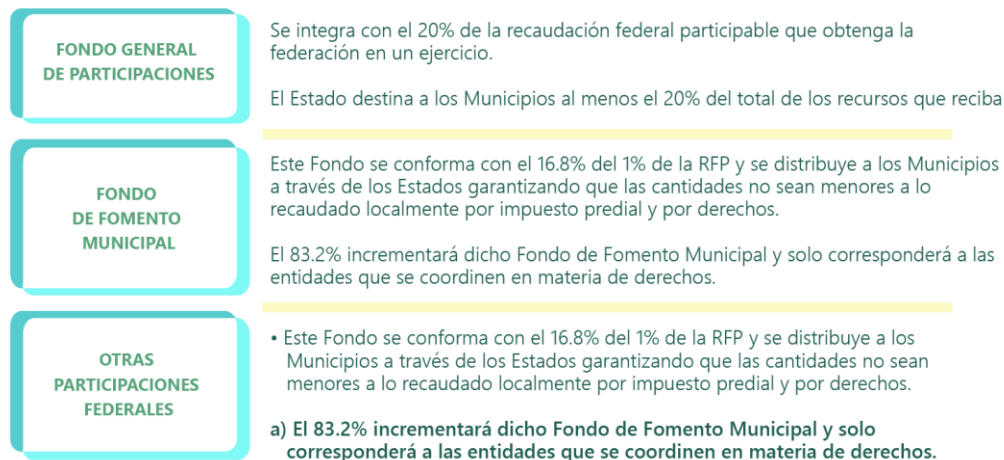 FONDO GENERAL
DE PARTICIPACIONES
Se integra con el 20% de la recaudación federal participable que obtenga la
federación en un ejercicio.
El Estado destina a los Municipios al menos el 20% del total de los recursos que reciba
FONDO
DE FOMENTO
MUNICIPAL
Este Fondo se conforma con el 16.8% del 1% de la RFP y se distribuye a los Municipios
a través de los Estados garantizando que las cantidades no sean menores a lo
recaudado localmente por impuesto predial y por derechos.
El 83.2% incrementará dicho Fondo de Fomento Municipal y solo corresponderá a las
entidades que se coordinen en materia de derechos.
OTRAS
PARTICIPACIONES
FEDERALES
• Este Fondo se conforma con el 16.8% del 1% de la RFP y se distribuye a los
Municipios a través de los Estados garantizando que las cantidades no sean
menores a lo recaudado localmente por impuesto predial y por derechos.
a) El 83.2% incrementará dicho Fondo de Fomento Municipal y solo
corresponderá a las entidades que se coordinen en materia de derechos.